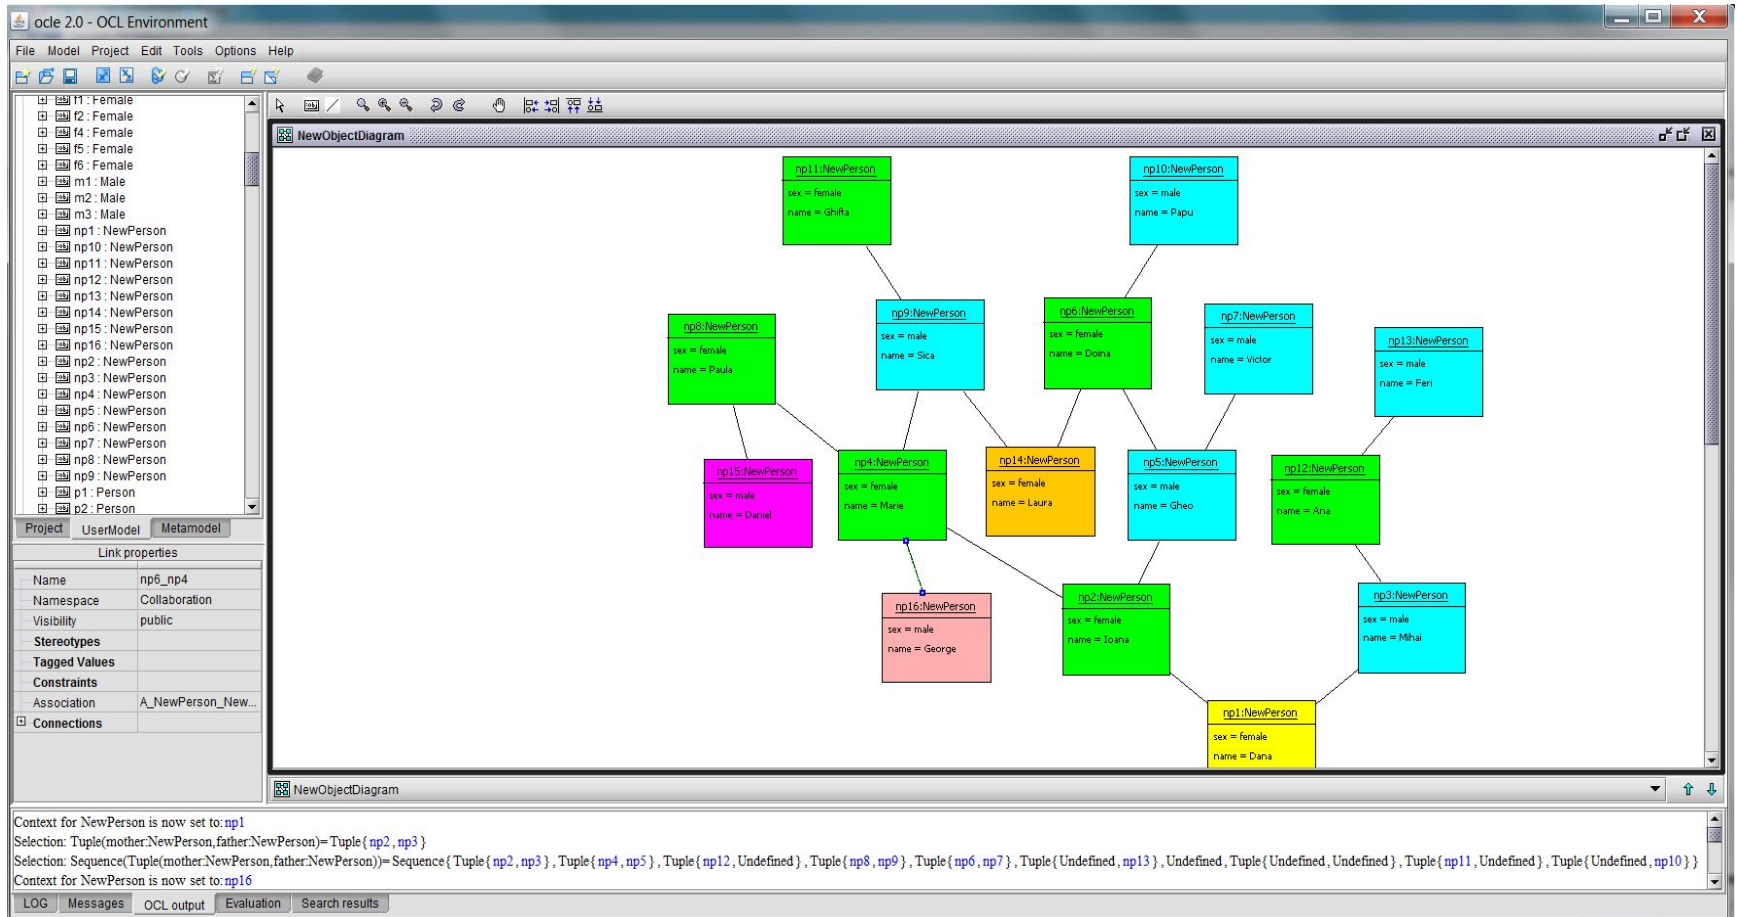 ocle 2.0 - OCL Environment
File Model Project Edit Tools Options Help
f1 : Female
f2 : Female
f4 : Female
f5 : Female
f6 : Female
m1 : Male
m2 : Male
m3 : Male
np1 : NewPerson
np10 : NewPerson
np11 : NewPerson
np12 : NewPerson
np13 : NewPerson
np14 : NewPerson
np15 : NewPerson
np16 : NewPerson
np2 : NewPerson
np3 : NewPerson
np4 : NewPerson
np5 : NewPerson
np6 : NewPerson
np7 : NewPerson
np8 : NewPerson
np9 : NewPerson
p1 : Person
p2 : Person
Project UserModel Metamodel
Link properties
Name np6_np4
Namespace Collaboration
Visibility public
Stereotypes
Tagged Values
Constraints
Association A_NewPerson_New...
Connections
NewObjectDiagram
np11:NewPerson
sex = female
name = Ghifta
np10:NewPerson
sex = male
name = Papu
np8:NewPerson
sex = female
name = Paula
np9:NewPerson
sex = male
name = Sica
np6:NewPerson
sex = female
name = Doina
np7:NewPerson
sex = male
name = Victor
np13:NewPerson
sex = male
name = Feri
np15:NewPerson
sex = male
name = Daniel
np4:NewPerson
sex = female
name = Marie
np14:NewPerson
sex = female
name = Laura
np5:NewPerson
sex = male
name = Gheo
np12:NewPerson
sex = female
name = Ana
np16:NewPerson
sex = male
name = George
np2:NewPerson
sex = female
name = Ioana
np3:NewPerson
sex = male
name = Mihai
np1:NewPerson
sex = female
name = Dana
NewObjectDiagram
Context for NewPerson is now set to: np1
Selection: Tuple(mother:NewPerson,father:NewPerson)= Tuple{ np2 , np3 }
Selection: Sequence(Tuple(mother:NewPerson,father:NewPerson))= Sequence{ Tuple{ np2 , np3 } , Tuple{ np4 , np5 } , Tuple{ np12 , Undefined } , Tuple{ np8 , np9 } , Tuple{ np6 , np7 } , Tuple{ Undefined , np13 } , Undefined , Tuple{ Undefined , Undefined } , Tuple{ np11 , Undefined } , Tuple{ Undefined , np10 } }
Context for NewPerson is now set to: np16
LOG Messages OCL output Evaluation Search results